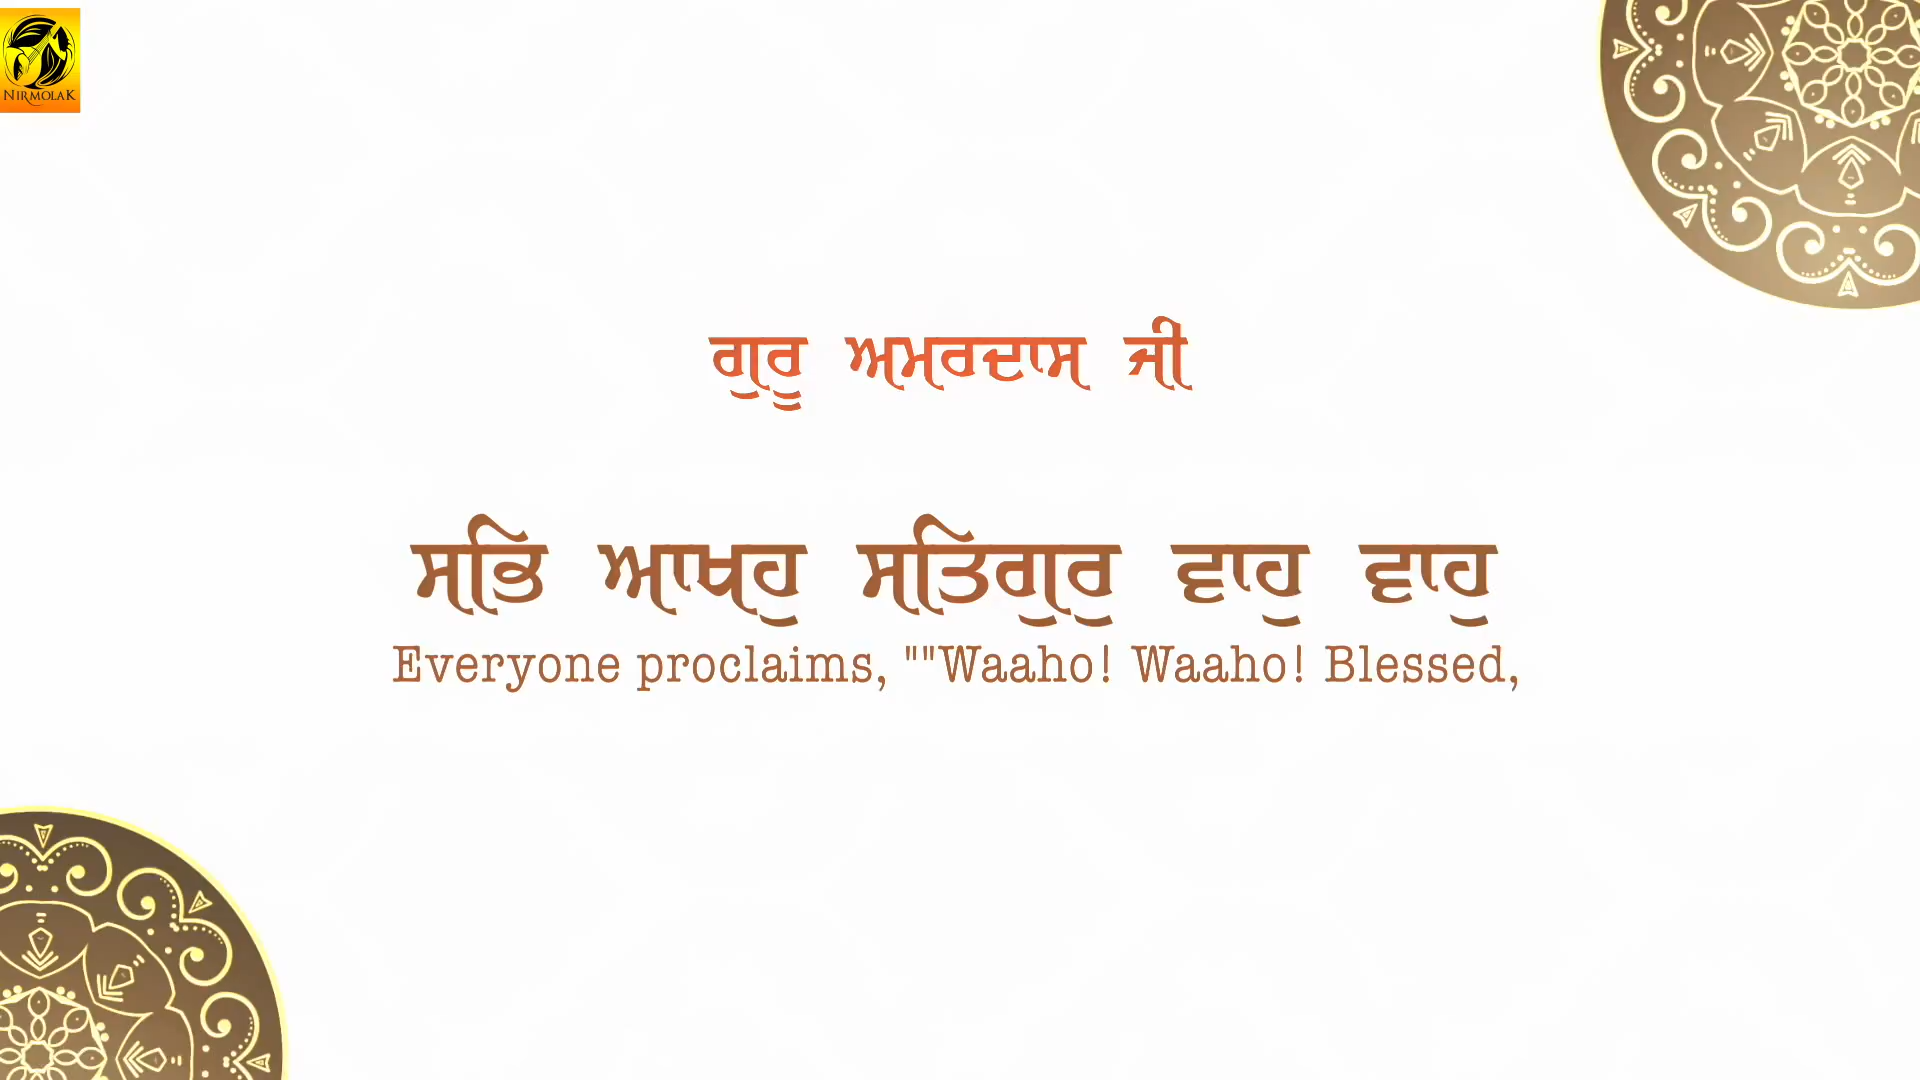 NIRMOLAK
ਗੁਰੂ ਅਮਰਦਾਸ ਜੀ
ਸਭਿ ਆਖਹੁ ਸਤਿਗੁਰੁ ਵਾਹੁ ਵਾਹੁ
Everyone proclaims, ""Waaho! Waaho! Blessed,